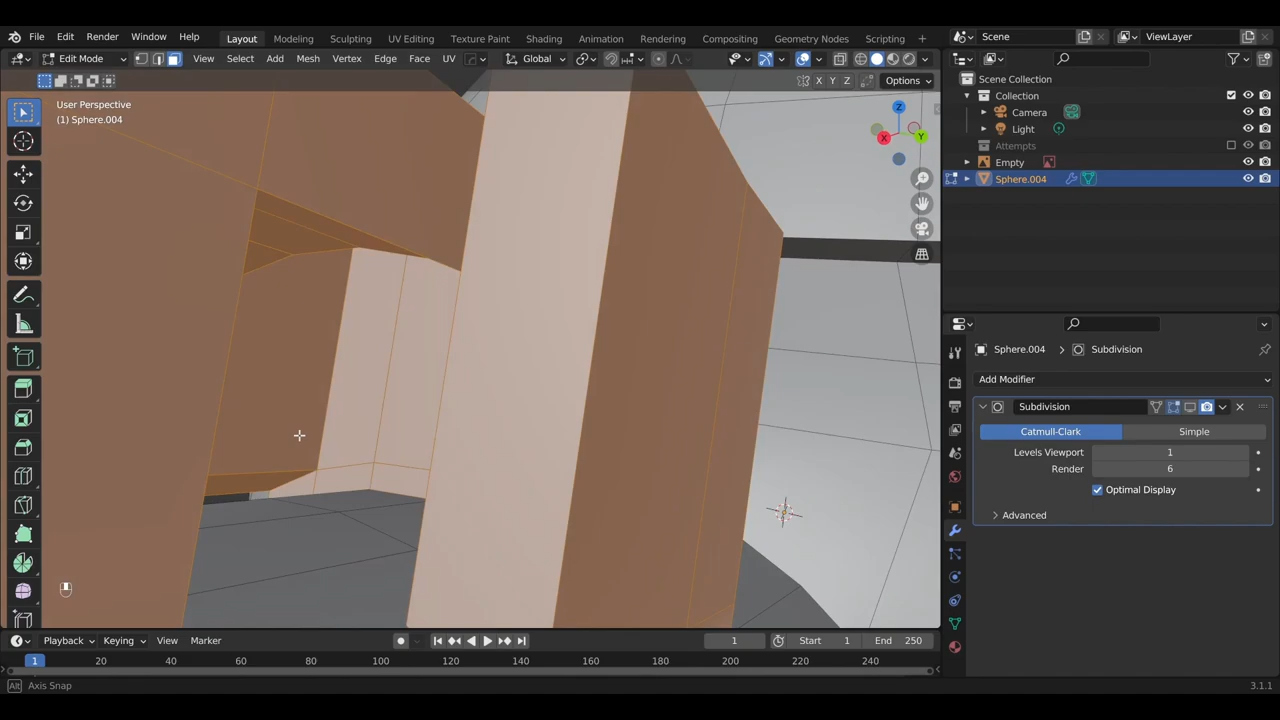 File Edit Render Window Help Layout Modeling Sculpting UV Editing Texture Paint Shading Animation Rendering Compositing Geometry Nodes Scripting + Scene ViewLayer
Edit Mode View Select Add Mesh Vertex Edge Face UV Global
X Y Z Options
User Perspective
(1) Sphere.004
Z
X
Y
Scene Collection
Collection
Camera
Light
Attempts
Empty
Sphere.004
Sphere.004 > Subdivision
Add Modifier
Subdivision
Catmull-Clark Simple
Levels Viewport 1
Render 6
Optimal Display
Advanced
Playback Keying View Marker 1 Start 1 End 250
1 20 40 60 80 100 120 140 160 180 200 220 240
Alt Axis Snap 3.1.1